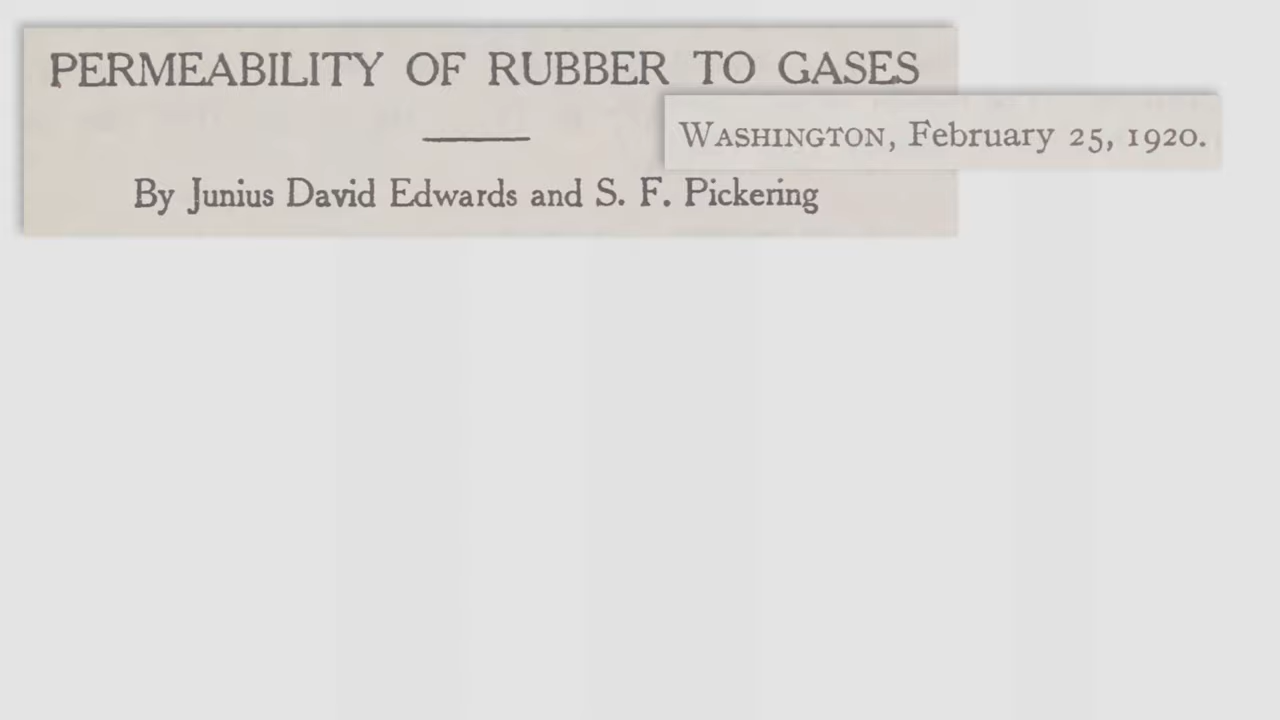 PERMEABILITY OF RUBBER TO GASES
WASHINGTON, February 25, 1920.
By Junius David Edwards and S. F. Pickering